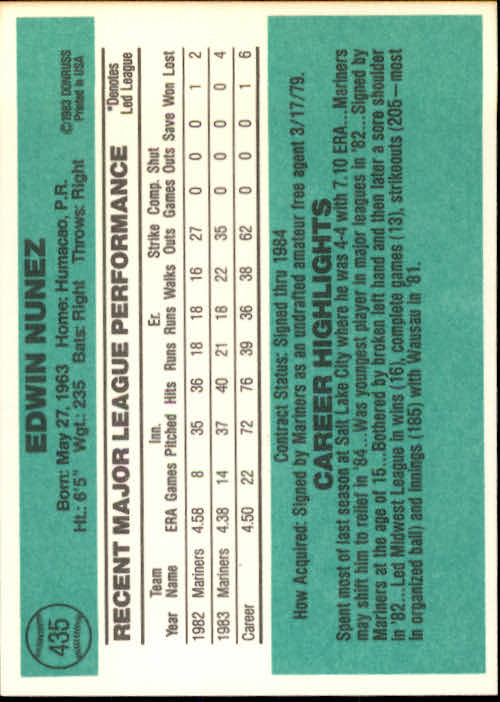 435
EDWIN NUNEZ
©1983 DONRUSS
Printed in USA
Born: May 27, 1963 Home: Humacao, P.R.
Ht.: 6'5" Wgt.: 235 Bats: Right Throws: Right
RECENT MAJOR LEAGUE PERFORMANCE
*Denotes
Led League
Team Inn. Er. Strike Comp. Shut
Year Name ERA Games Pitched Hits Runs Runs Walks Outs Games Outs Save Won Lost
1982 Mariners 4.58 8 35 36 18 18 16 27 0 0 0 1 2
1983 Mariners 4.38 14 37 40 21 18 22 35 0 0 0 0 4
Career 4.50 22 72 76 39 36 38 62 0 0 0 1 6
Contract Status: Signed thru 1984
How Acquired: Signed by Mariners as an undrafted amateur free agent 3/17/79.
CAREER HIGHLIGHTS
Spent most of last season at Salt Lake City where he was 4-4 with 7.10 ERA...Mariners
may shift him to relief in '84...Was youngest player in major leagues in '82...Signed by
Mariners at the age of 15...Bothered by broken left hand and then later a sore shoulder
in '82...Led Midwest League in wins (16), complete games (13), strikeouts (205—most
in organized ball) and innings (185) with Wausau in '81.